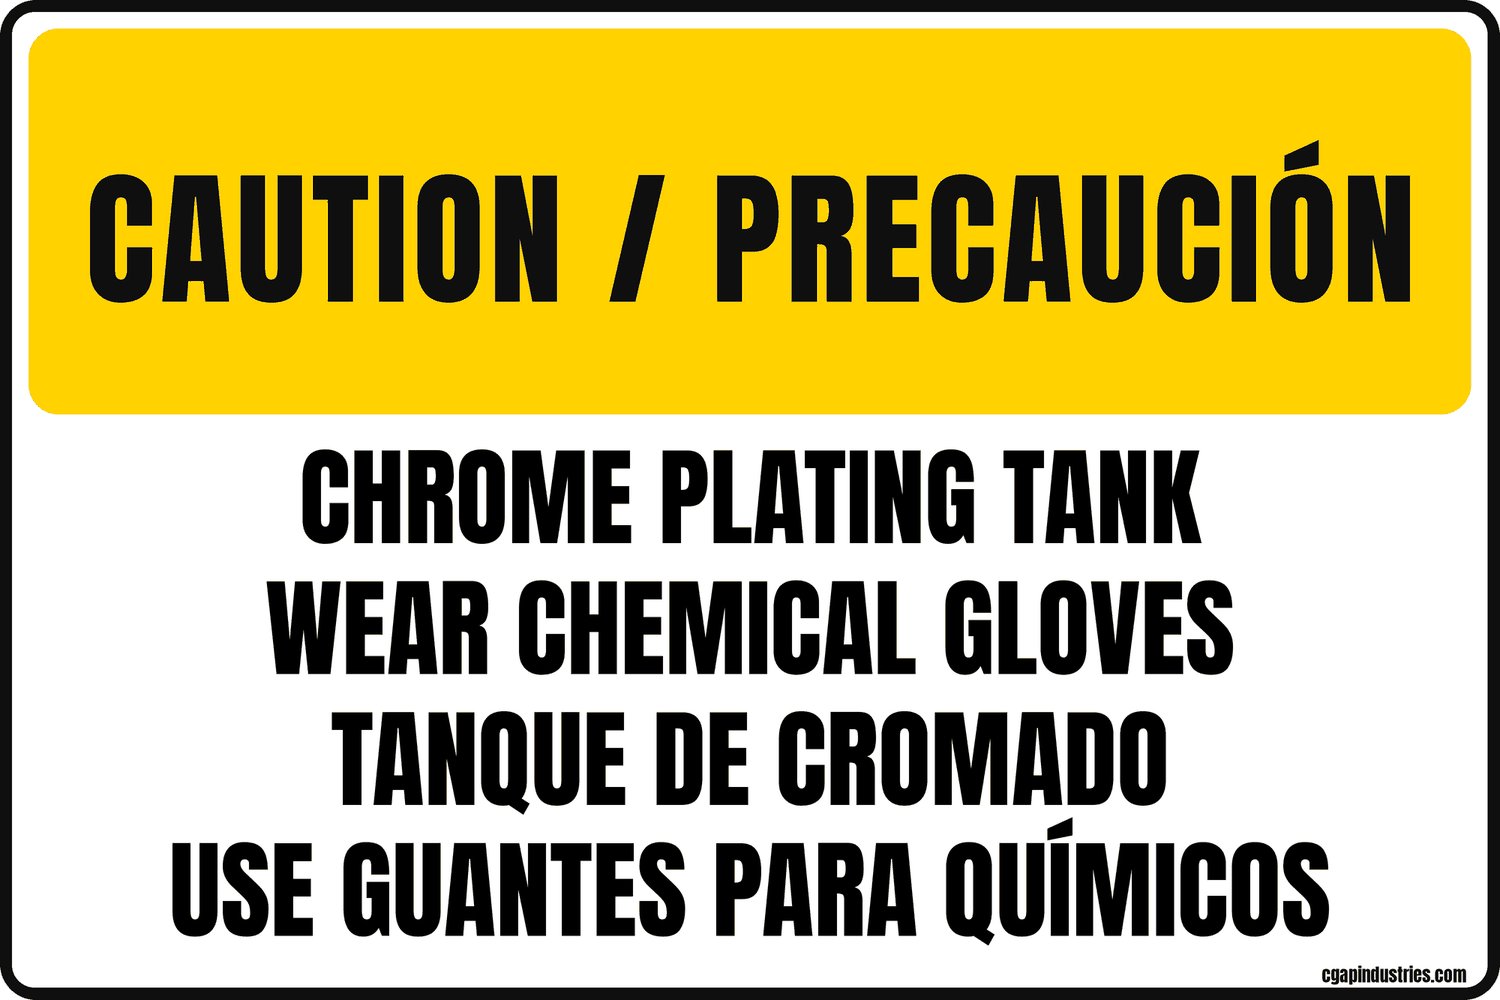 CAUTION / PRECAUCIÓN
CHROME PLATING TANK
WEAR CHEMICAL GLOVES
TANQUE DE CROMADO
USE GUANTES PARA QUÍMICOS
cgapindustries.com